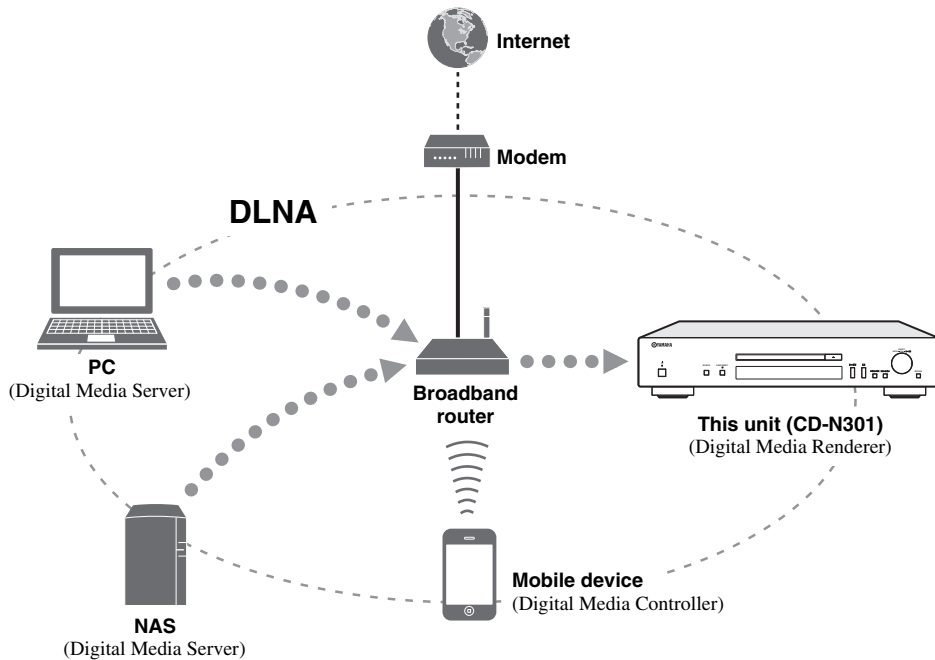 Internet
Modem
DLNA
PC
(Digital Media Server)
Broadband
router
YAMAHA
This unit (CD-N301)
(Digital Media Renderer)
Mobile device
(Digital Media Controller)
NAS
(Digital Media Server)